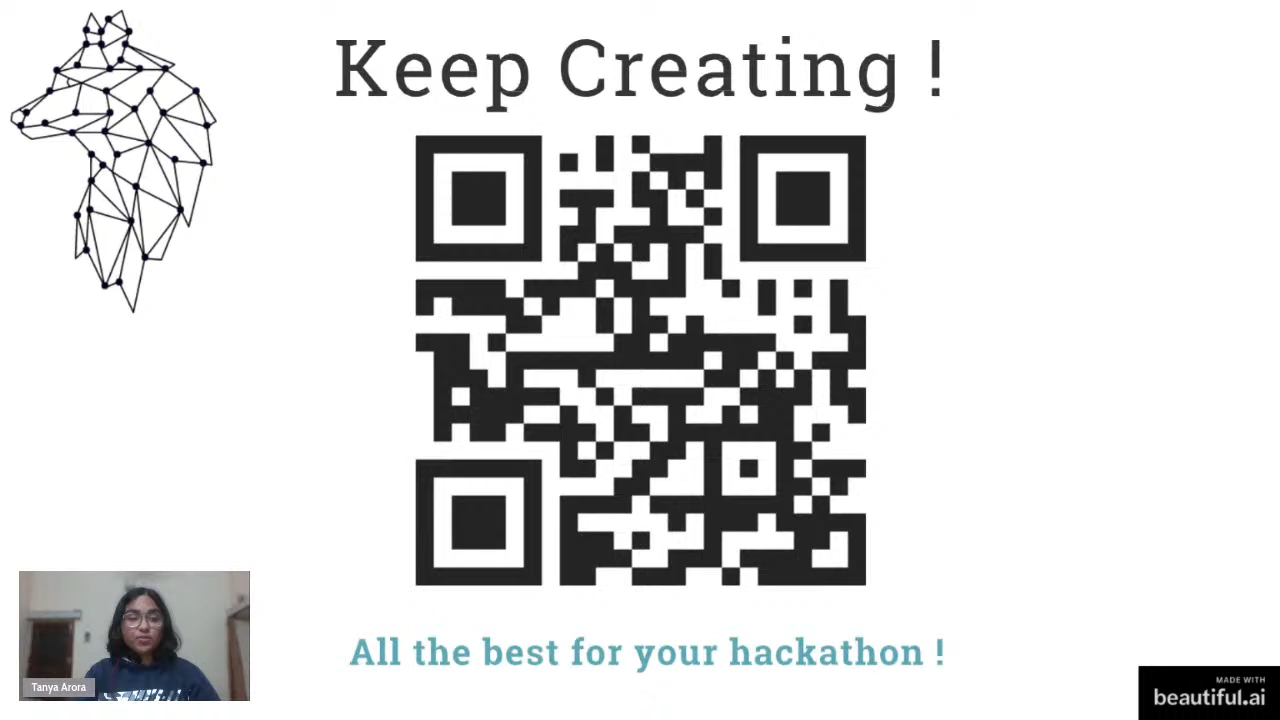 Keep Creating !
All the best for your hackathon !
Tanya Arora
MADE WITH
beautiful.ai